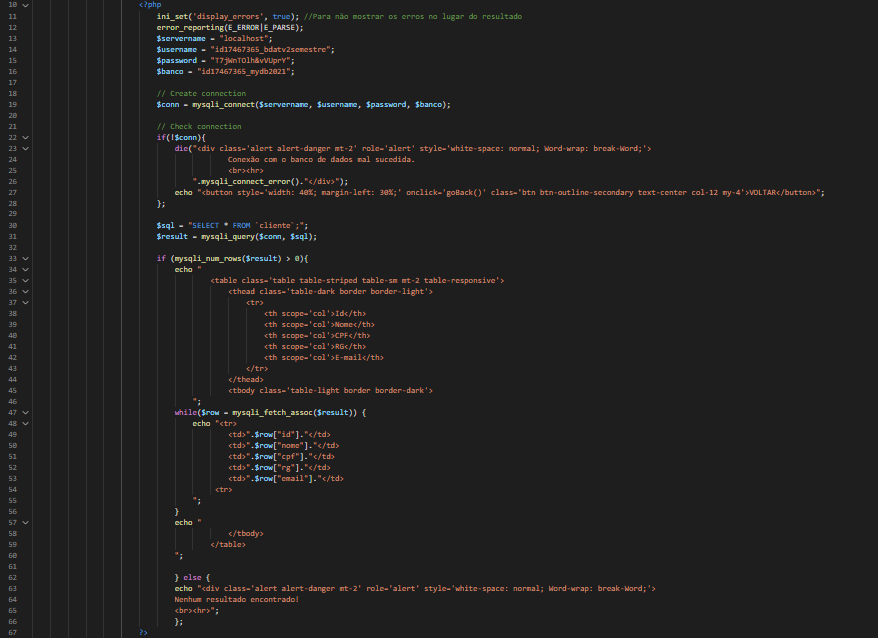 10 <?php
11 ini_set('display_errors', true); //Para não mostrar os erros no lugar do resultado
12 error_reporting(E_ERROR|E_PARSE);
13 $servername = "localhost";
14 $username = "id17467365_bdatv2semestre";
15 $password = "T7jWnTOlh&vVUprY";
16 $banco = "id17467365_mydb2021";
17
18 // Create connection
19 $conn = mysqli_connect($servername, $username, $password, $banco);
20
21 // Check connection
22 if(!$conn){
23 die("<div class='alert alert-danger mt-2' role='alert' style='white-space: normal; Word-wrap: break-Word;'>
24 Conexão com o banco de dados mal sucedida.
25 <br><hr>
26 ".mysqli_connect_error()."</div>");
27 echo "<button style='width: 40%; margin-left: 30%;' onclick='goBack()' class='btn btn-outline-secondary text-center col-12 my-4'>VOLTAR</button>";
28 };
29
30 $sql = "SELECT * FROM `cliente`;";
31 $result = mysqli_query($conn, $sql);
32
33 if (mysqli_num_rows($result) > 0){
34 echo "
35 <table class='table table-striped table-sm mt-2 table-responsive'>
36 <thead class='table-dark border border-light'>
37 <tr>
38 <th scope='col'>Id</th>
39 <th scope='col'>Nome</th>
40 <th scope='col'>CPF</th>
41 <th scope='col'>RG</th>
42 <th scope='col'>E-mail</th>
43 </tr>
44 </thead>
45 <tbody class='table-light border border-dark'>
46 ";
47 while($row = mysqli_fetch_assoc($result)) {
48 echo "<tr>
49 <td>".$row["id"]."</td>
50 <td>".$row["nome"]."</td>
51 <td>".$row["cpf"]."</td>
52 <td>".$row["rg"]."</td>
53 <td>".$row["email"]."</td>
54 <tr>
55 ";
56 }
57 echo "
58 </tbody>
59 </table>
60 ";
61
62 } else {
63 echo "<div class='alert alert-danger mt-2' role='alert' style='white-space: normal; Word-wrap: break-Word;'>
64 Nenhum resultado encontrado!
65 <br><hr>";
66 };
67 ?>